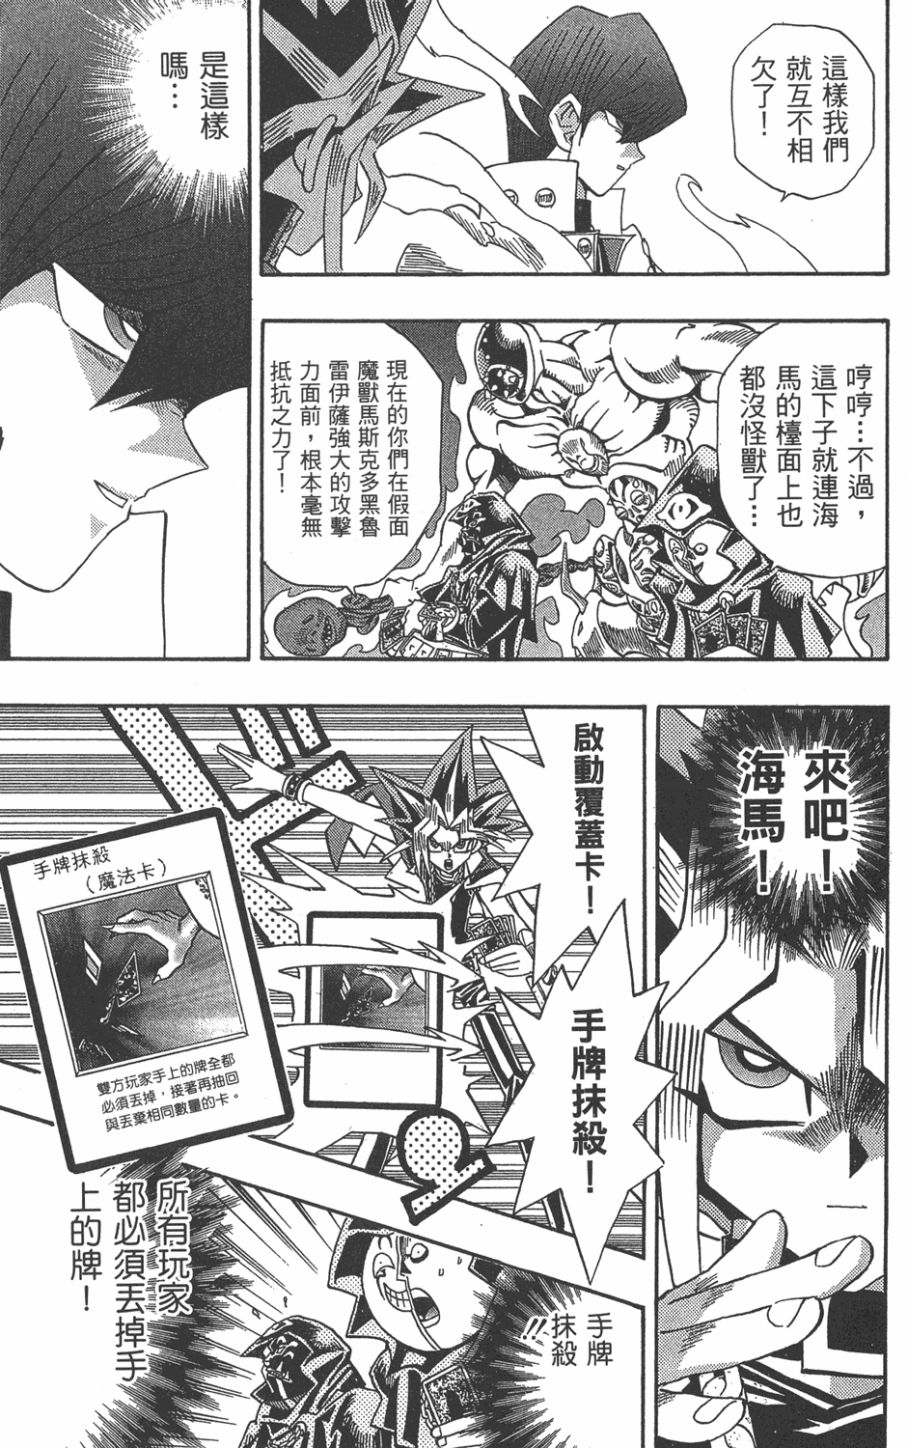 這樣我們
就互不相
欠了！
是這樣
嗎…
哼哼…不過，
這下子就連海
馬的檯面上也
都沒怪獸了…
現在的你們在假面
魔獸馬斯克多黑魯
雷伊薩強大的攻擊
力面前，根本毫無
抵抗之力了！
來吧！
海馬！
啟動覆蓋卡！
手牌抹殺！
手牌抹殺
（魔法卡）
雙方玩家手上的牌全都
必須丟掉，接著再抽回
與丟棄相同數量的卡。
手牌
抹殺!!
所有玩家
都必須丟掉手
上的牌！